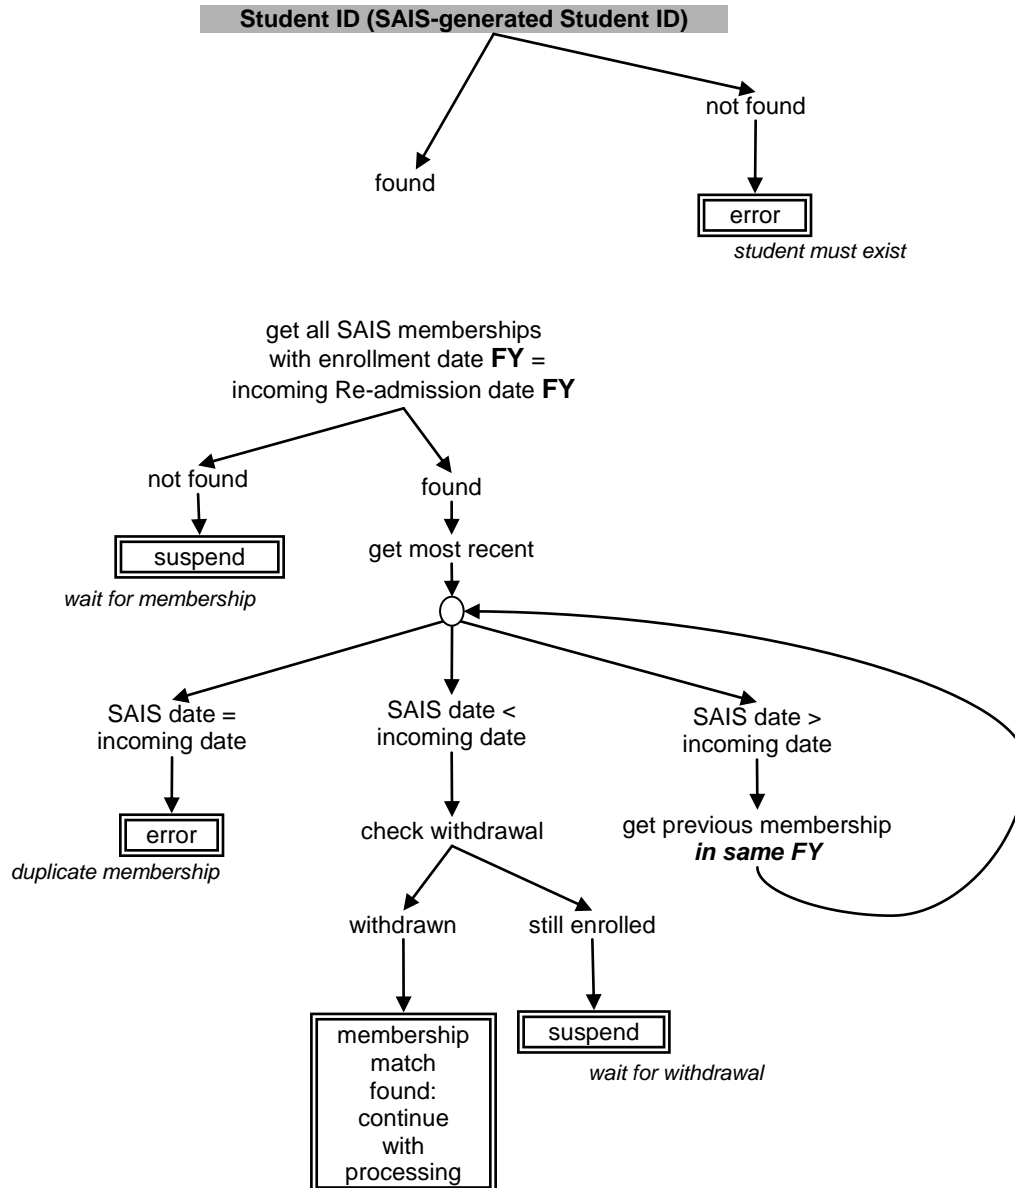 Student ID (SAIS-generated Student ID)
not found
found
error
student must exist
get all SAIS memberships
with enrollment date FY =
incoming Re-admission date FY
not found
found
suspend
get most recent
wait for membership
SAIS date =
incoming date
SAIS date <
incoming date
SAIS date >
incoming date
error
duplicate membership
check withdrawal
get previous membership
in same FY
withdrawn
still enrolled
membership
match
found:
continue
with
processing
suspend
wait for withdrawal